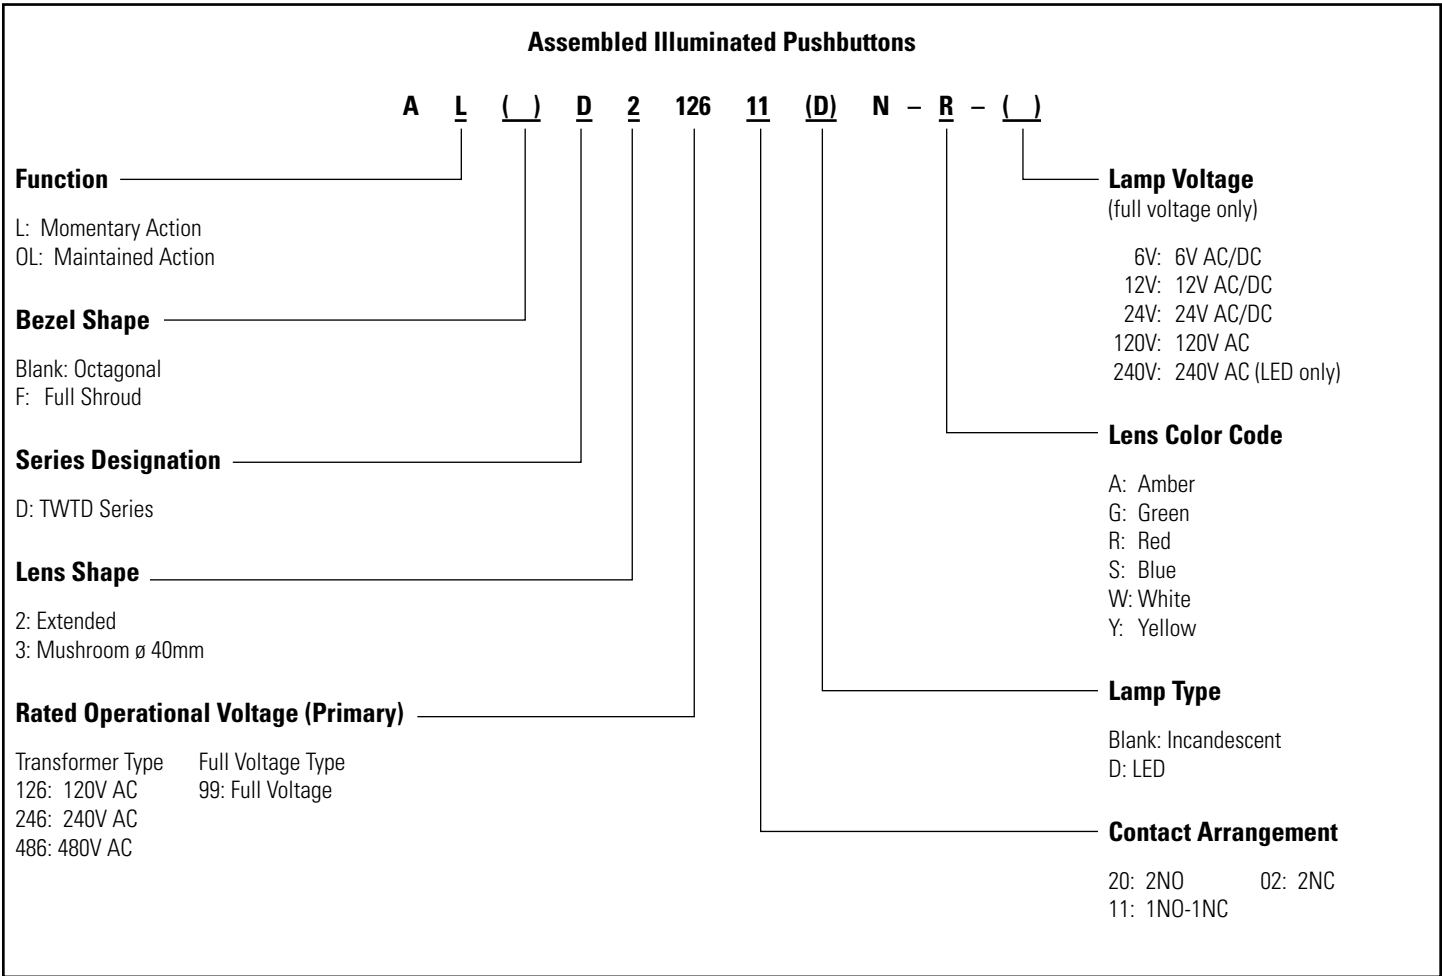 Assembled Illuminated Pushbuttons
A L ( ) D 2 126 11 (D) N – R – ( )
Function
L: Momentary Action
OL: Maintained Action
Bezel Shape
Blank: Octagonal
F: Full Shroud
Series Designation
D: TWTD Series
Lens Shape
2: Extended
3: Mushroom ø 40mm
Rated Operational Voltage (Primary)
Transformer Type Full Voltage Type
126: 120V AC 99: Full Voltage
246: 240V AC
486: 480V AC
Lamp Voltage
(full voltage only)
6V: 6V AC/DC
12V: 12V AC/DC
24V: 24V AC/DC
120V: 120V AC
240V: 240V AC (LED only)
Lens Color Code
A: Amber
G: Green
R: Red
S: Blue
W: White
Y: Yellow
Lamp Type
Blank: Incandescent
D: LED
Contact Arrangement
20: 2NO 02: 2NC
11: 1NO-1NC